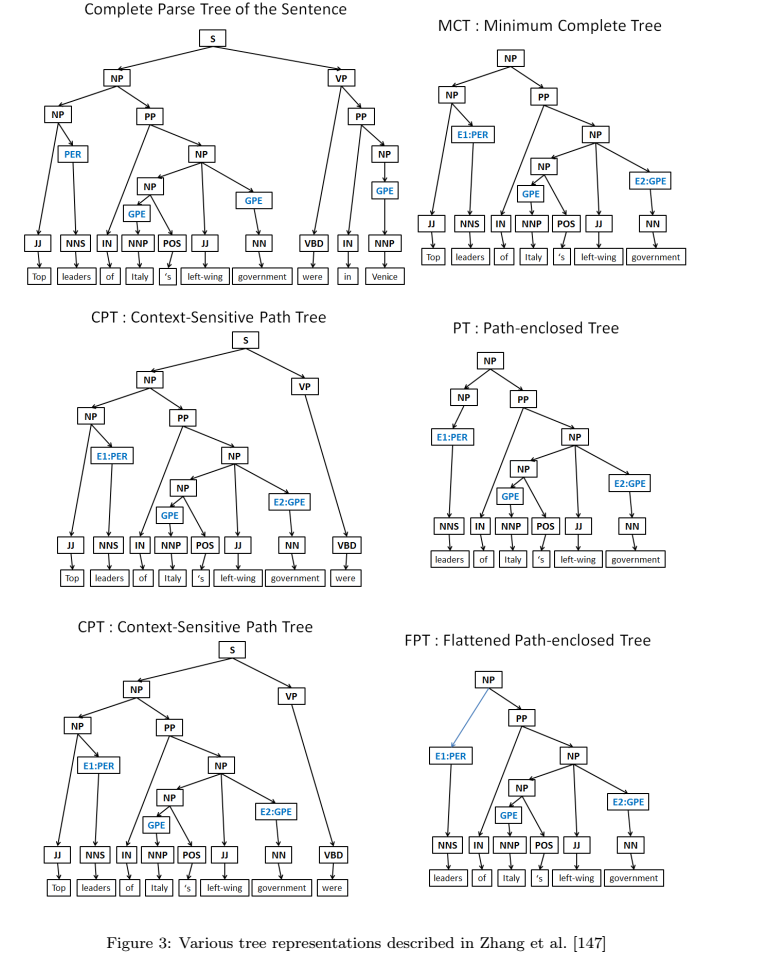 Complete Parse Tree of the Sentence
S
NP VP
NP PP PP
PER NP NP
NP GPE GPE
GPE
JJ NNS IN NNP POS JJ NN VBD IN NNP
Top leaders of Italy 's left-wing government were in Venice
MCT : Minimum Complete Tree
NP
NP PP
E1:PER NP
NP E2:GPE
GPE
JJ NNS IN NNP POS JJ NN
Top leaders of Italy 's left-wing government
CPT : Context-Sensitive Path Tree
S
NP VP
NP PP
E1:PER NP
NP E2:GPE
GPE
JJ NNS IN NNP POS JJ NN VBD
Top leaders of Italy 's left-wing government were
PT : Path-enclosed Tree
NP
NP PP
E1:PER NP
NP E2:GPE
GPE
NNS IN NNP POS JJ NN
leaders of Italy 's left-wing government
CPT : Context-Sensitive Path Tree
S
NP VP
NP PP
E1:PER NP
NP E2:GPE
GPE
JJ NNS IN NNP POS JJ NN VBD
Top leaders of Italy 's left-wing government were
FPT : Flattened Path-enclosed Tree
NP
PP
E1:PER NP
NP E2:GPE
GPE
NNS IN NNP POS JJ NN
leaders of Italy 's left-wing government
Figure 3: Various tree representations described in Zhang et al. [147]